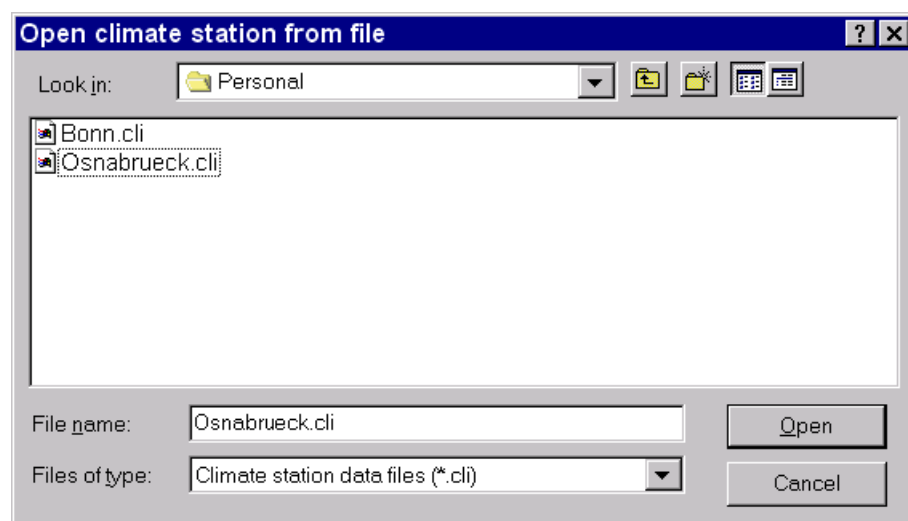 Open climate station from file
Look in: Personal
Bonn.cli
Osnabrueck.cli
File name: Osnabrueck.cli Open
Files of type: Climate station data files (*.cli) Cancel